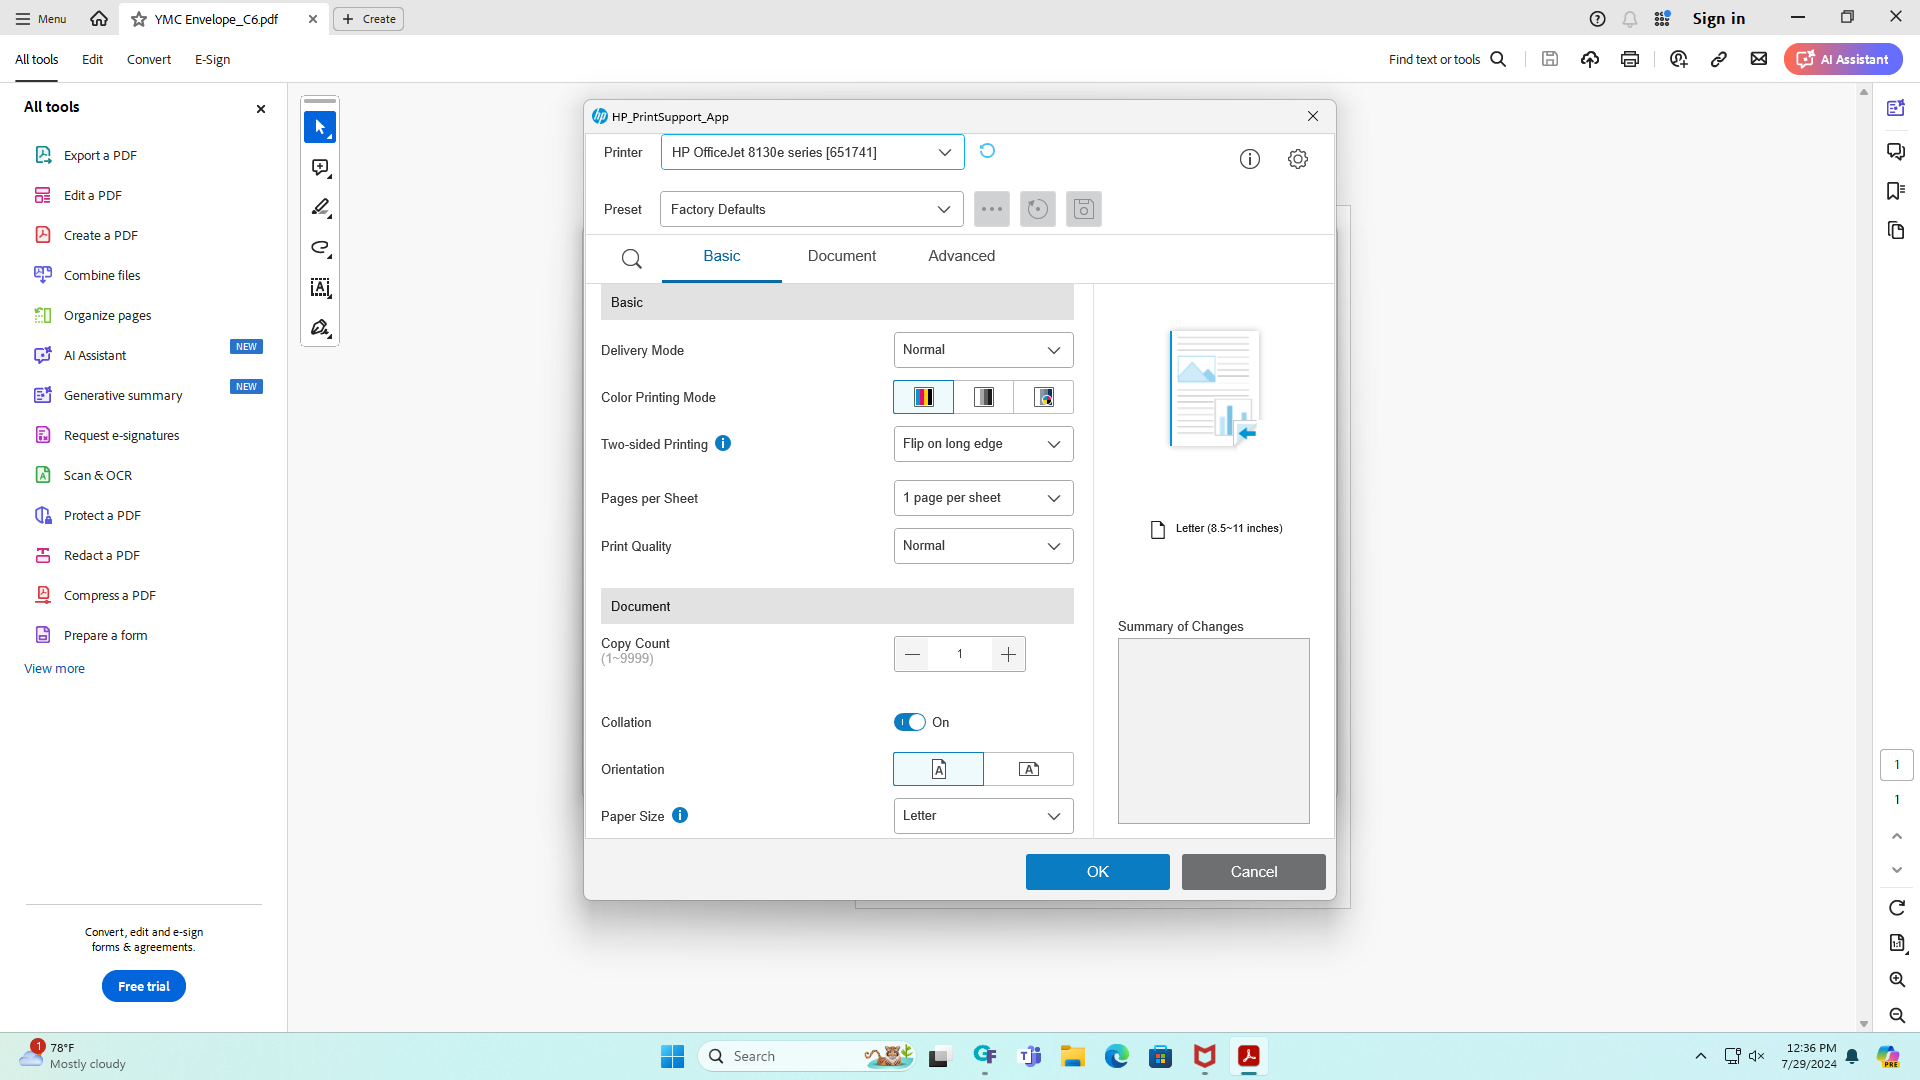 Menu
YMC Envelope_C6.pdf
Create
Sign in
All tools
Edit
Convert
E-Sign
Find text or tools
AI Assistant
All tools
Export a PDF
Edit a PDF
Create a PDF
Combine files
Organize pages
AI Assistant
NEW
Generative summary
NEW
Request e-signatures
Scan & OCR
Protect a PDF
Redact a PDF
Compress a PDF
Prepare a form
View more
Convert, edit and e-sign
forms & agreements.
Free trial
HP_PrintSupport_App
Printer
HP OfficeJet 8130e series [651741]
Preset
Factory Defaults
Basic
Document
Advanced
Basic
Delivery Mode
Normal
Color Printing Mode
Two-sided Printing
Flip on long edge
Pages per Sheet
1 page per sheet
Print Quality
Normal
Document
Copy Count
(1~9999)
1
Collation
On
Orientation
Paper Size
Letter
Letter (8.5~11 inches)
Summary of Changes
OK
Cancel
1
1
1
78°F
Mostly cloudy
Search
12:36 PM
7/29/2024